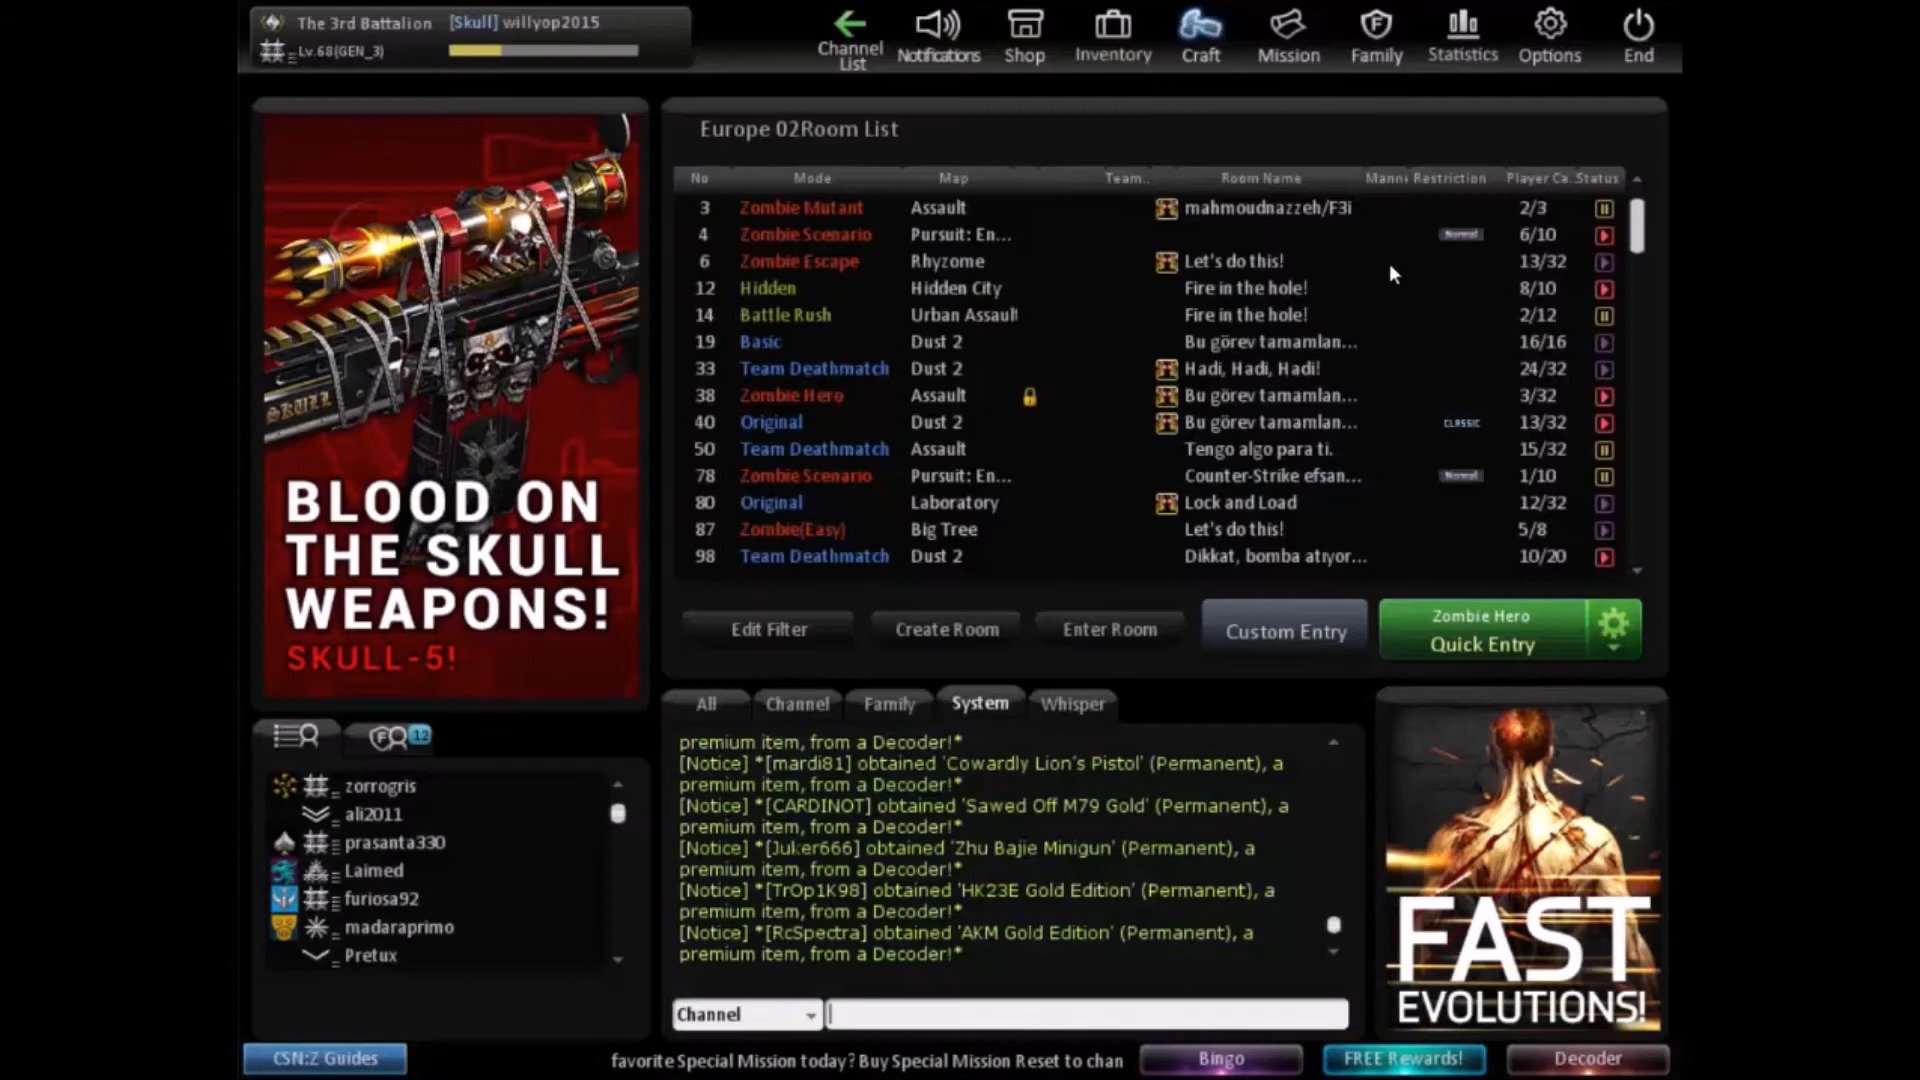 The 3rd Battalion [Skull] willyop2015
Lv.68(GEN_3)
Channel List
Notifications
Shop
Inventory
Craft
Mission
Family
Statistics
Options
End
SKULL
BLOOD ON
THE SKULL
WEAPONS!
SKULL-5!
Europe 02Room List
No Mode Map Team.. Room Name Mann Restriction Player Ca. Status
3 Zombie Mutant Assault mahmoudnazzeh/F3i 2/3
4 Zombie Scenario Pursuit: En... Normal 6/10
6 Zombie Escape Rhyzome Let's do this! 13/32
12 Hidden Hidden City Fire in the hole! 8/10
14 Battle Rush Urban Assault Fire in the hole! 2/12
19 Basic Dust 2 Bu görev tamamlan... 16/16
33 Team Deathmatch Dust 2 Hadi, Hadi, Hadi! 24/32
38 Zombie Hero Assault Bu görev tamamlan... 3/32
40 Original Dust 2 Bu görev tamamlan... CLASSIC 13/32
50 Team Deathmatch Assault Tengo algo para ti. 15/32
78 Zombie Scenario Pursuit: En... Counter-Strike efsan... Normal 1/10
80 Original Laboratory Lock and Load 12/32
87 Zombie(Easy) Big Tree Let's do this! 5/8
98 Team Deathmatch Dust 2 Dikkat, bomba atıyor... 10/20
Edit Filter
Create Room
Enter Room
Custom Entry
Zombie Hero
Quick Entry
All Channel Family System Whisper
premium item, from a Decoder!*
[Notice] *[mardi81] obtained 'Cowardly Lion's Pistol' (Permanent), a
premium item, from a Decoder!*
[Notice] *[CARDINOT] obtained 'Sawed Off M79 Gold' (Permanent), a
premium item, from a Decoder!*
[Notice] *[Juker666] obtained 'Zhu Bajie Minigun' (Permanent), a
premium item, from a Decoder!*
[Notice] *[TrOp1K98] obtained 'HK23E Gold Edition' (Permanent), a
premium item, from a Decoder!*
[Notice] *[RcSpectra] obtained 'AKM Gold Edition' (Permanent), a
premium item, from a Decoder!*
Channel
12
zorrogris
ali2011
prasanta330
Laimed
furiosa92
madaraprimo
Pretux
FAST
EVOLUTIONS!
CSN:Z Guides
favorite Special Mission today? Buy Special Mission Reset to chan
Bingo
FREE Rewards!
Decoder